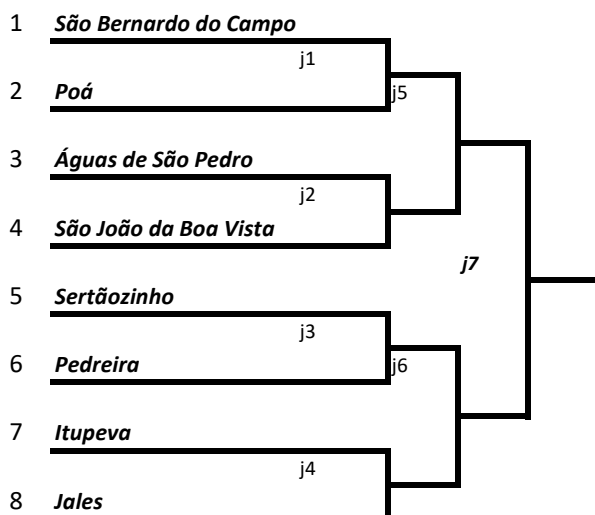 1 São Bernardo do Campo
j1
2 Poá
j5
3 Águas de São Pedro
j2
4 São João da Boa Vista
j7
5 Sertãozinho
j3
6 Pedreira
j6
7 Itupeva
j4
8 Jales